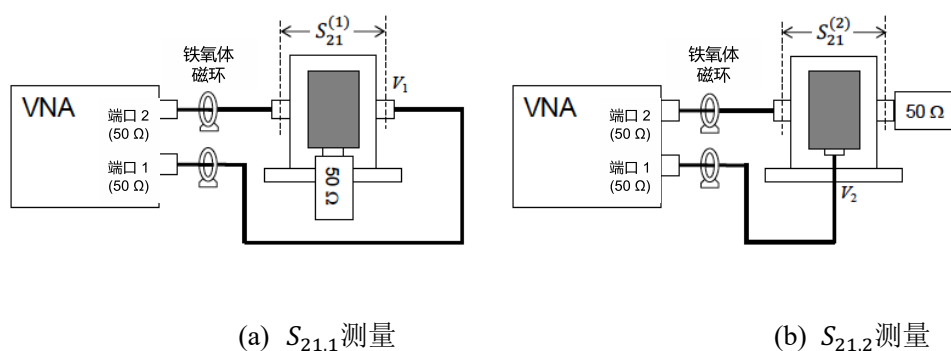 S₂₁⁽¹⁾
铁氧体
磁环
V₁
VNA
端口 2
(50 Ω)
端口 1
(50 Ω)
50 Ω
(a) S₂₁.₁测量
S₂₁⁽²⁾
铁氧体
磁环
VNA
端口 2
(50 Ω)
50 Ω
端口 1
(50 Ω)
V₂
(b) S₂₁.₂测量